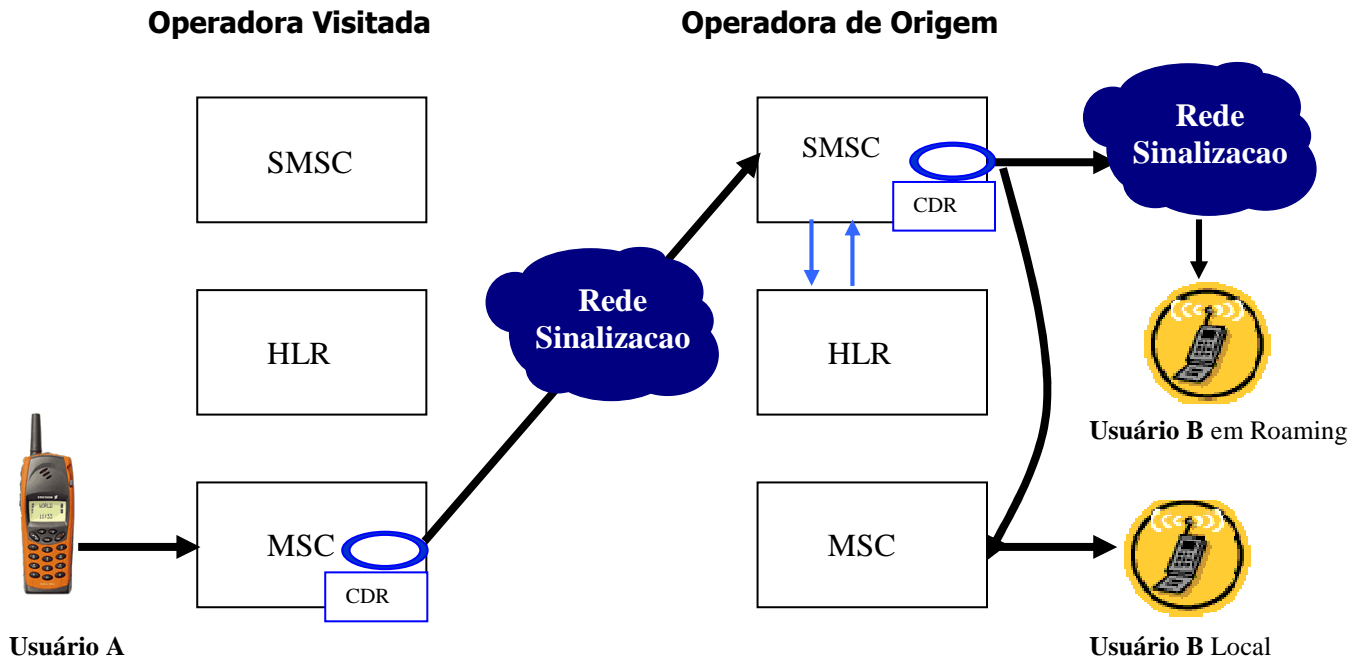 Operadora Visitada
Operadora de Origem
SMSC
SMSC
CDR
Rede
Sinalizacao
HLR
Rede
Sinalizacao
HLR
Usuário B em Roaming
MSC
CDR
MSC
Usuário A
Usuário B Local